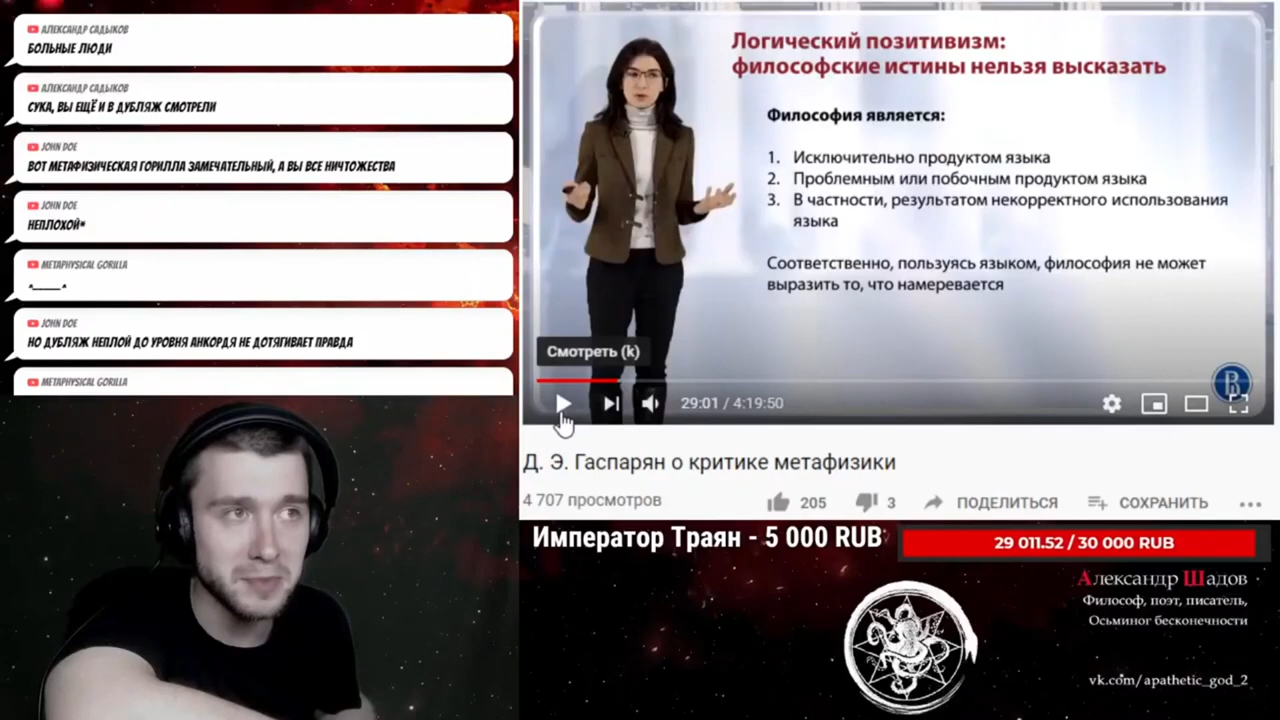 АЛЕКСАНДР САДЫКОВ
БОЛЬНЫЕ ЛЮДИ
АЛЕКСАНДР САДЫКОВ
СУКА, ВЫ ЕЩЁ И В ДУБЛЯЖ СМОТРЕЛИ
JOHN DOE
ВОТ МЕТАФИЗИЧЕСКАЯ ГОРИЛЛА ЗАМЕЧАТЕЛЬНЫЙ, А ВЫ ВСЕ НИЧТОЖЕСТВА
JOHN DOE
НЕПЛОХОЙ*
METAPHYSICAL GORILLA
^_____^
JOHN DOE
НО ДУБЛЯЖ НЕПЛОЙ ДО УРОВНЯ АНКОРДЯ НЕ ДОТЯГИВАЕТ ПРАВДА
METAPHYSICAL GORILLA
Логический позитивизм:
философские истины нельзя высказать
Философия является:
1. Исключительно продуктом языка
2. Проблемным или побочным продуктом языка
3. В частности, результатом некорректного использования
языка
Соответственно, пользуясь языком, философия не может
выразить то, что намеревается
Смотреть (k)
29:01 / 4:19:50
Д. Э. Гаспарян о критике метафизики
4 707 просмотров
205
3
ПОДЕЛИТЬСЯ
СОХРАНИТЬ
Император Траян - 5 000 RUB
29 011.52 / 30 000 RUB
Александр Шадов
Философ, поэт, писатель,
Осьминог бесконечности
vk.com/apathetic_god_2